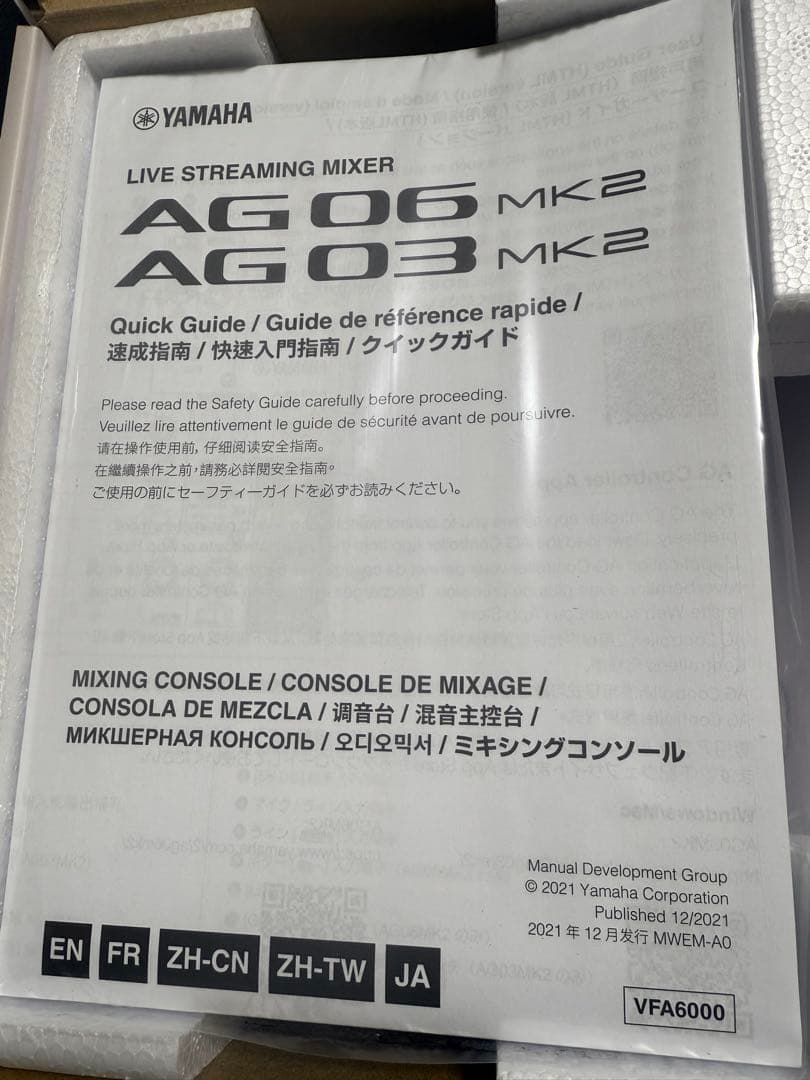 YAMAHA
LIVE STREAMING MIXER
AG06 MK2
AG03 MK2
Quick Guide / Guide de référence rapide /
速成指南 / 快速入門指南 / クイックガイド
Please read the Safety Guide carefully before proceeding.
Veuillez lire attentivement le guide de sécurité avant de poursuivre.
请在操作使用前，仔细阅读安全指南。
在繼續操作之前，請務必詳閱安全指南。
ご使用の前にセーフティーガイドを必ずお読みください。
MIXING CONSOLE / CONSOLE DE MIXAGE /
CONSOLA DE MEZCLA / 调音台 / 混音主控台 /
МИКШЕРНАЯ КОНСОЛЬ / 오디오믹서 / ミキシングコンソール
Manual Development Group
© 2021 Yamaha Corporation
Published 12/2021
2021 年 12 月发行 MWEM-A0
EN FR ZH-CN ZH-TW JA
VFA6000